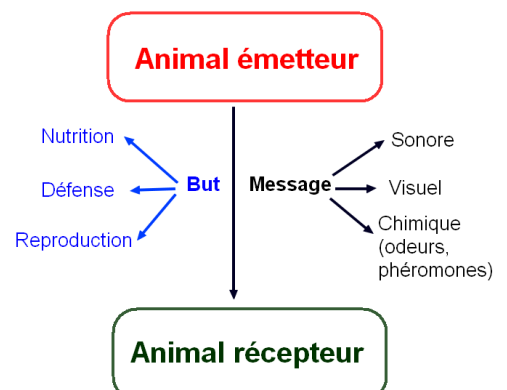 Animal émetteur
Nutrition
Défense
Reproduction
But
Message
Sonore
Visuel
Chimique
(odeurs,
phéromones)
Animal récepteur